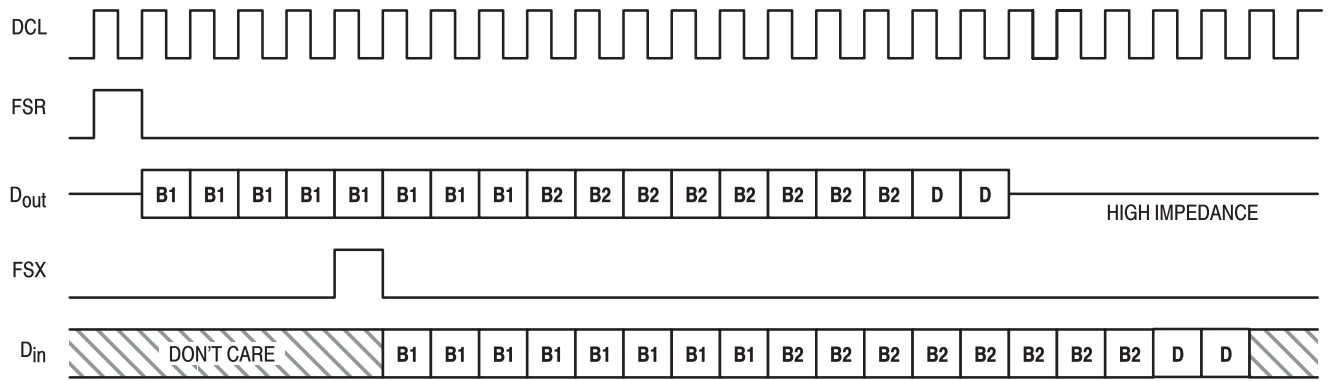 DCL
FSR
Dout B1 B1 B1 B1 B1 B1 B1 B1 B2 B2 B2 B2 B2 B2 B2 B2 D D
HIGH IMPEDANCE
FSX
Din DON'T CARE B1 B1 B1 B1 B1 B1 B1 B1 B2 B2 B2 B2 B2 B2 B2 B2 D D